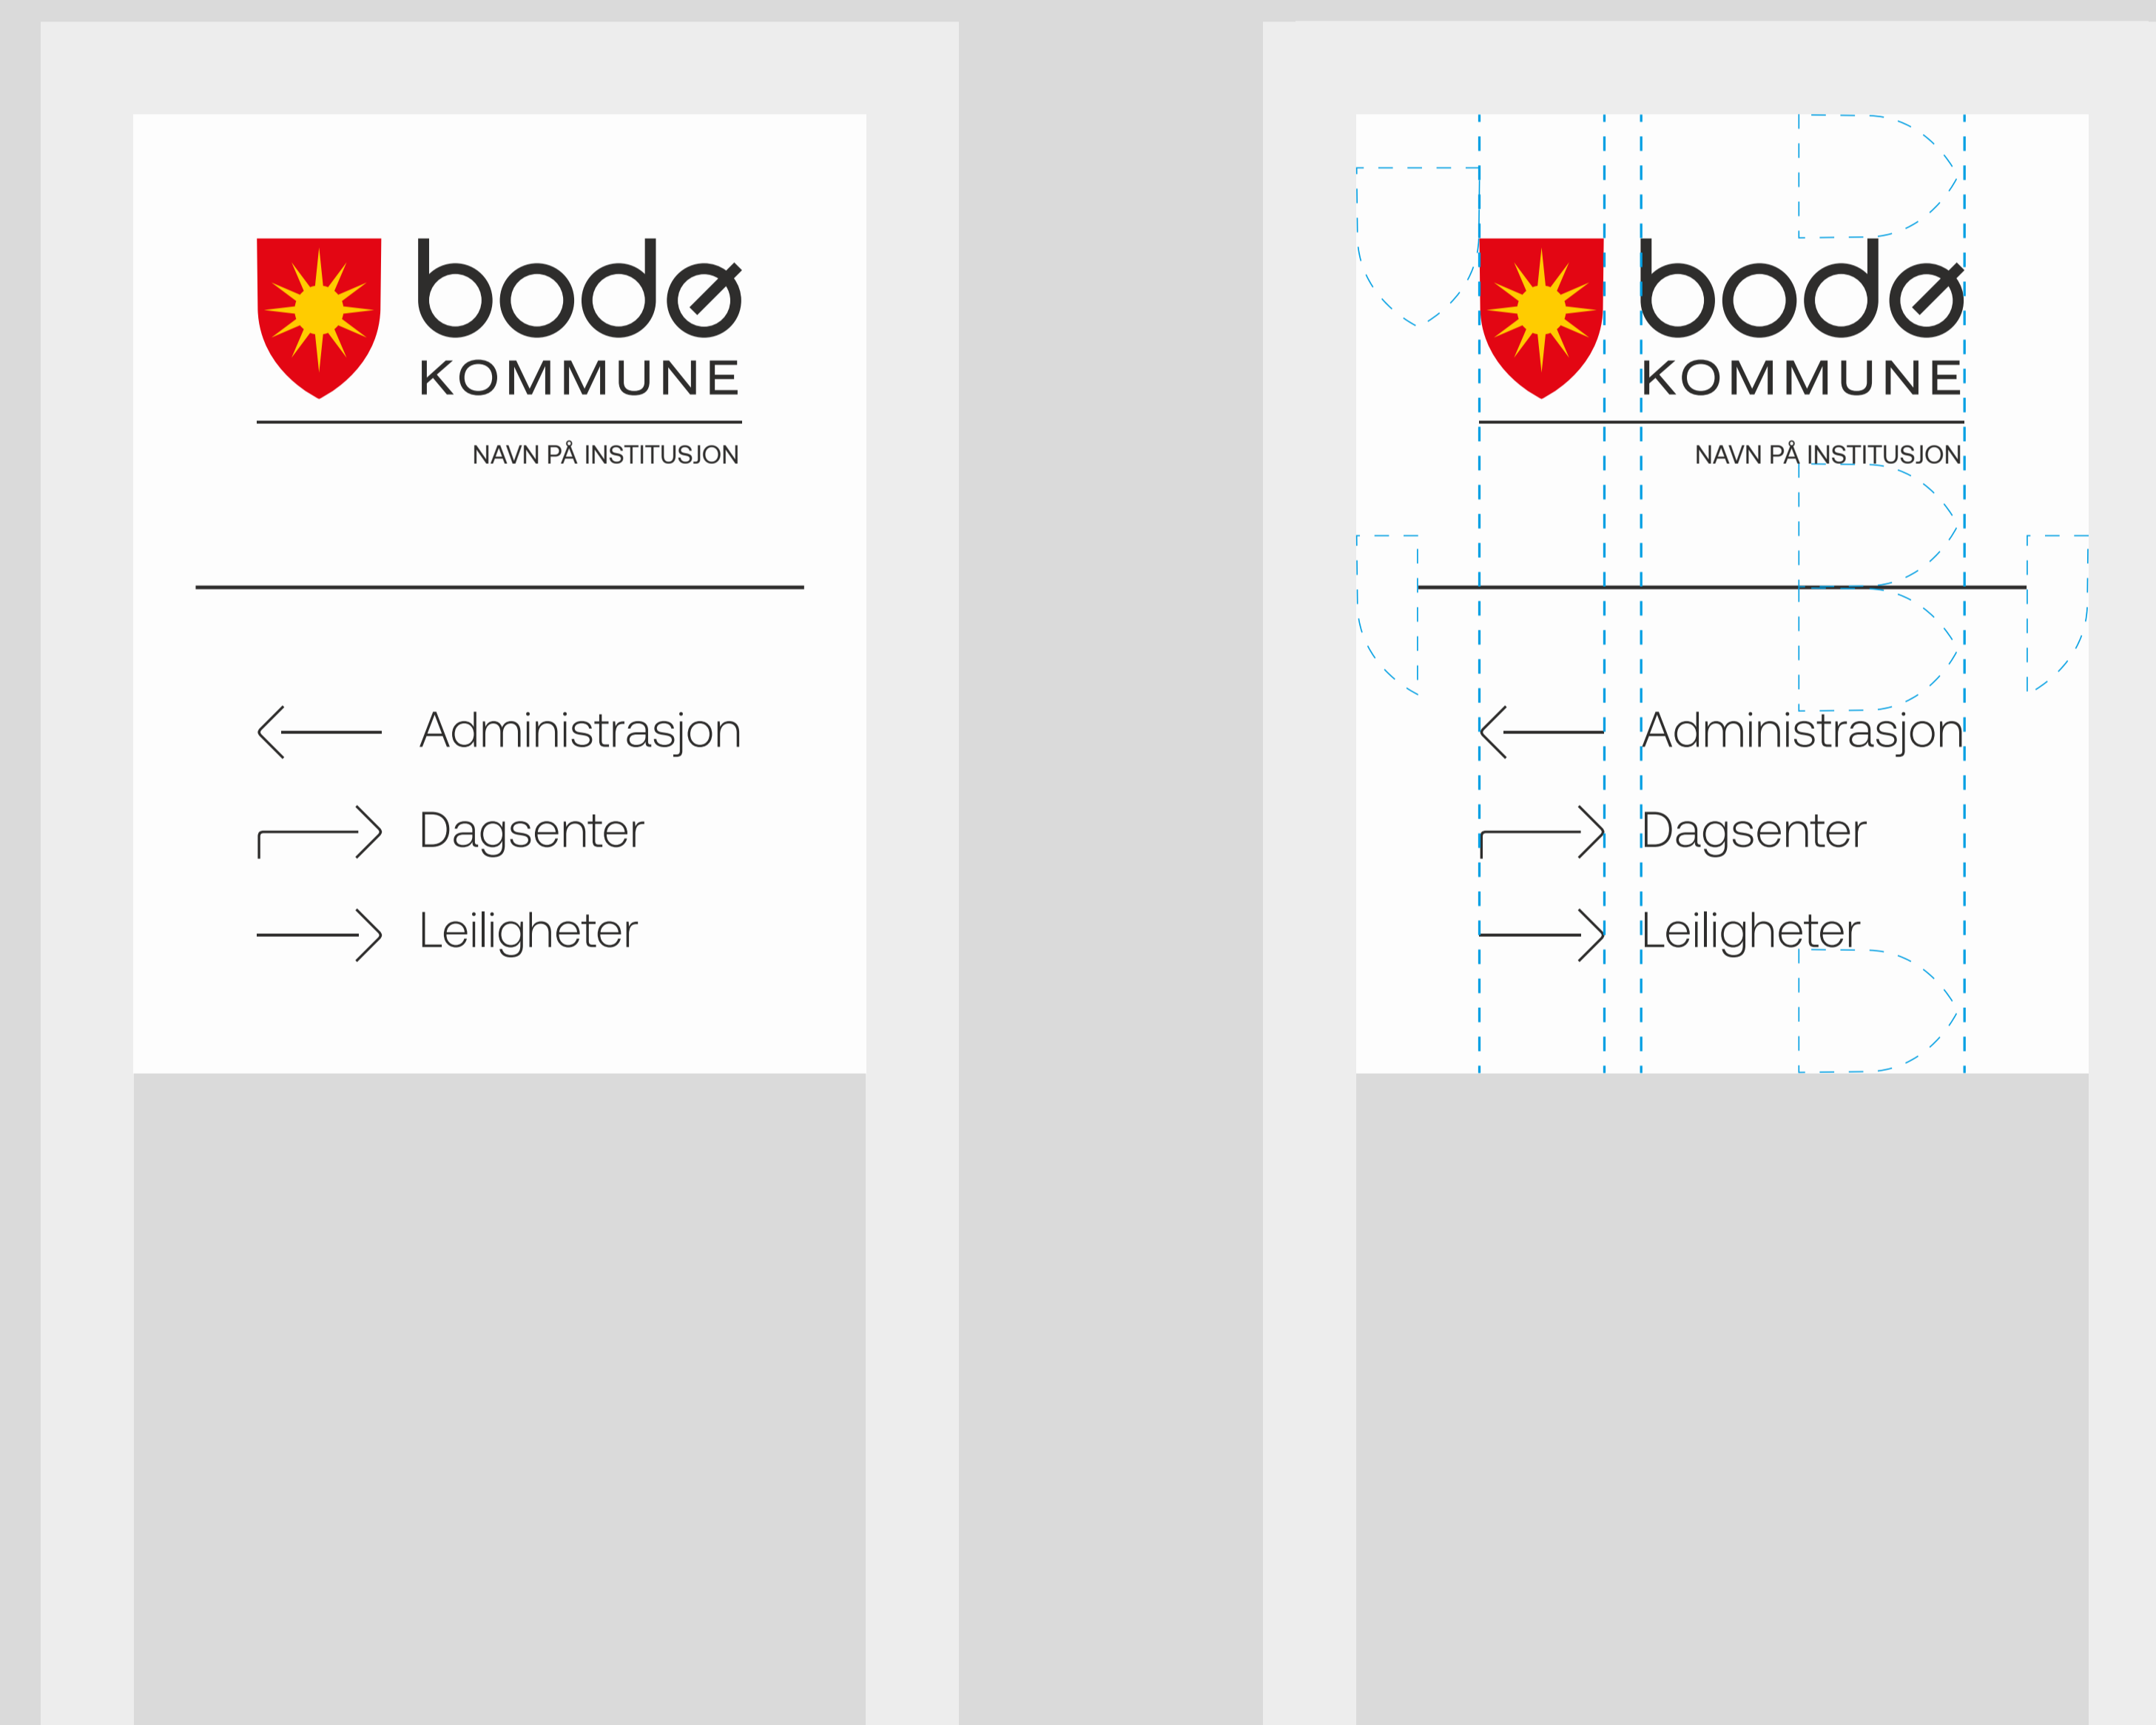 bodø
KOMMUNE
NAVN PÅ INSTITUSJON
Administrasjon
Dagsenter
Leiligheter
bodø
KOMMUNE
NAVN PÅ INSTITUSJON
Administrasjon
Dagsenter
Leiligheter